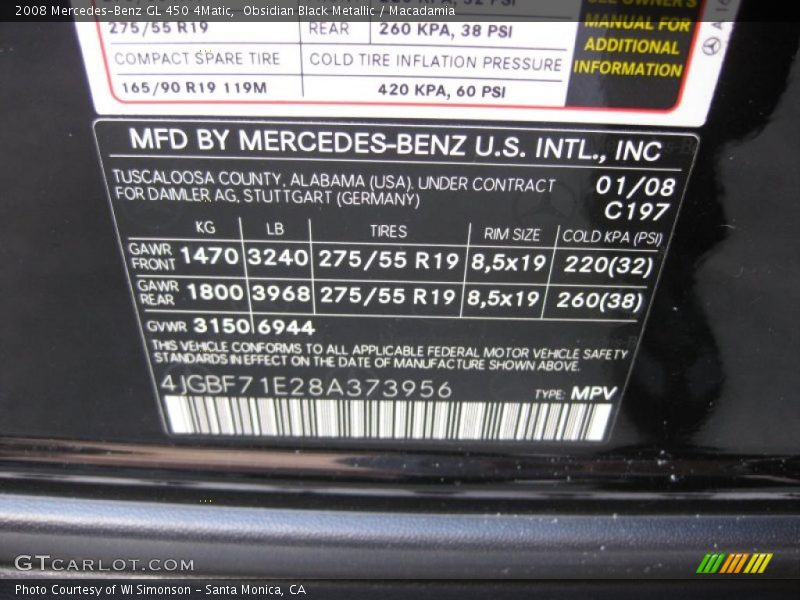 2008 Mercedes-Benz GL 450 4Matic, Obsidian Black Metallic / Macadamia
SEE OWNER'S
MANUAL FOR
ADDITIONAL
INFORMATION
275/55 R19 REAR 260 KPA, 38 PSI
COMPACT SPARE TIRE COLD TIRE INFLATION PRESSURE
165/90 R19 119M 420 KPA, 60 PSI
MFD BY MERCEDES-BENZ U.S. INTL., INC
TUSCALOOSA COUNTY, ALABAMA (USA). UNDER CONTRACT
FOR DAIMLER AG, STUTTGART (GERMANY)
01/08
C197
KG LB TIRES RIM SIZE COLD KPA (PSI)
GAWR FRONT 1470 3240 275/55 R19 8,5x19 220(32)
GAWR REAR 1800 3968 275/55 R19 8,5x19 260(38)
GVWR 3150 6944
THIS VEHICLE CONFORMS TO ALL APPLICABLE FEDERAL MOTOR VEHICLE SAFETY
STANDARDS IN EFFECT ON THE DATE OF MANUFACTURE SHOWN ABOVE.
4JGBF71E28A373956 TYPE: MPV
GTCARLOT.COM
Photo Courtesy of WI Simonson - Santa Monica, CA